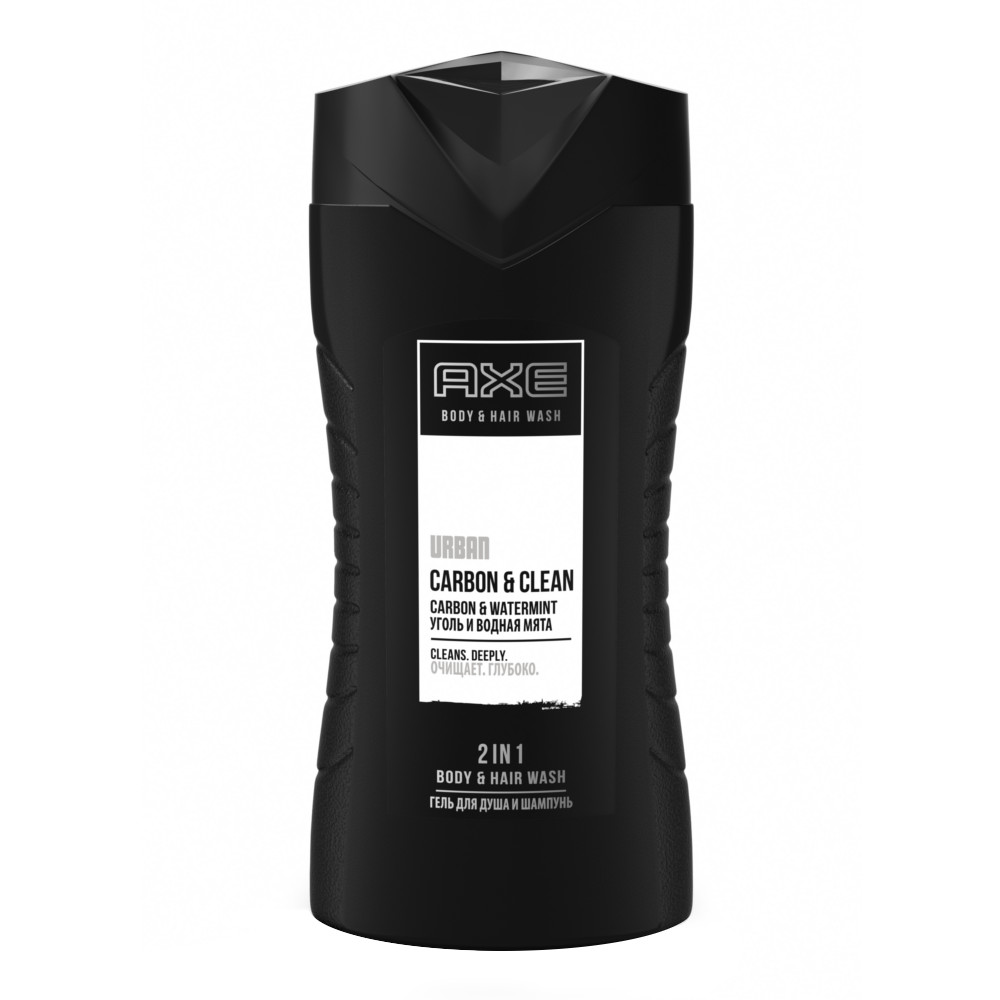 AXE
BODY & HAIR WASH
URBAN
CARBON & CLEAN
CARBON & WATERMINT
УГОЛЬ И ВОДНАЯ МЯТА
CLEANS. DEEPLY.
ОЧИЩАЕТ. ГЛУБОКО.
2 IN 1
BODY & HAIR WASH
ГЕЛЬ ДЛЯ ДУША И ШАМПУНЬ